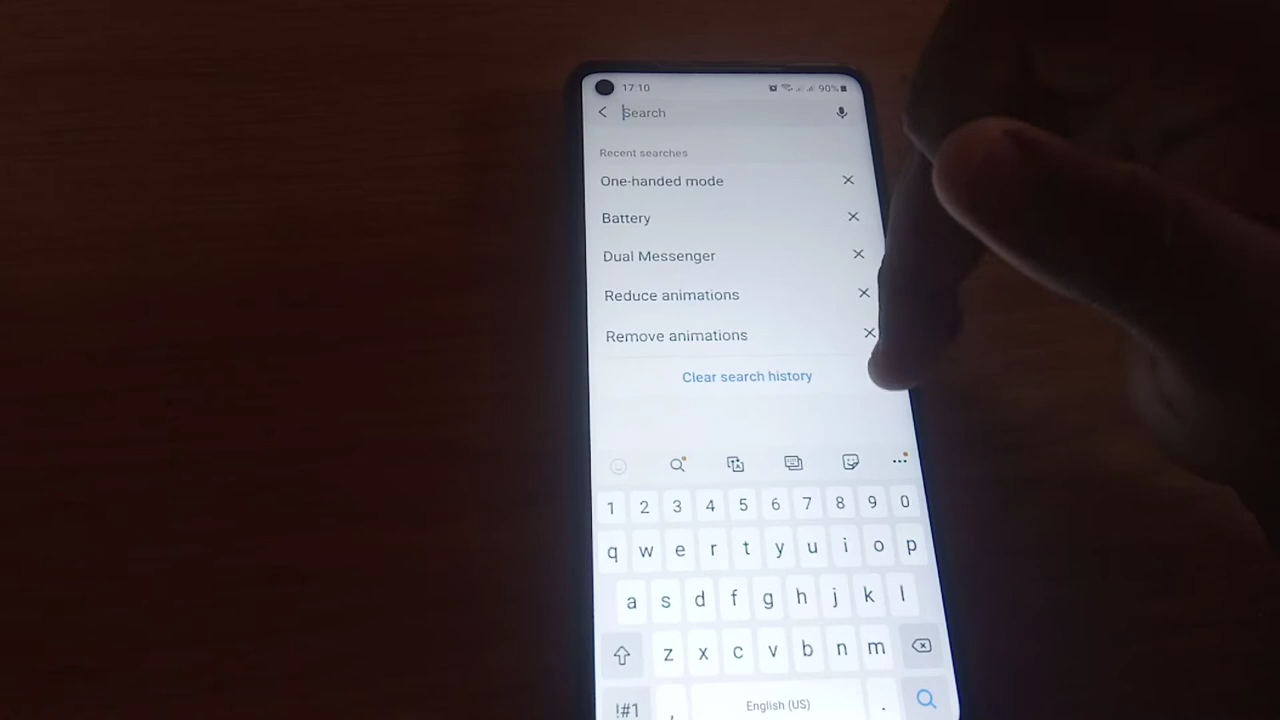 17:10 90%
Search
Recent searches
One-handed mode
Battery
Dual Messenger
Reduce animations
Remove animations
Clear search history
1 2 3 4 5 6 7 8 9 0
q w e r t y u i o p
a s d f g h j k l
z x c v b n m
!#1 , English (US) .